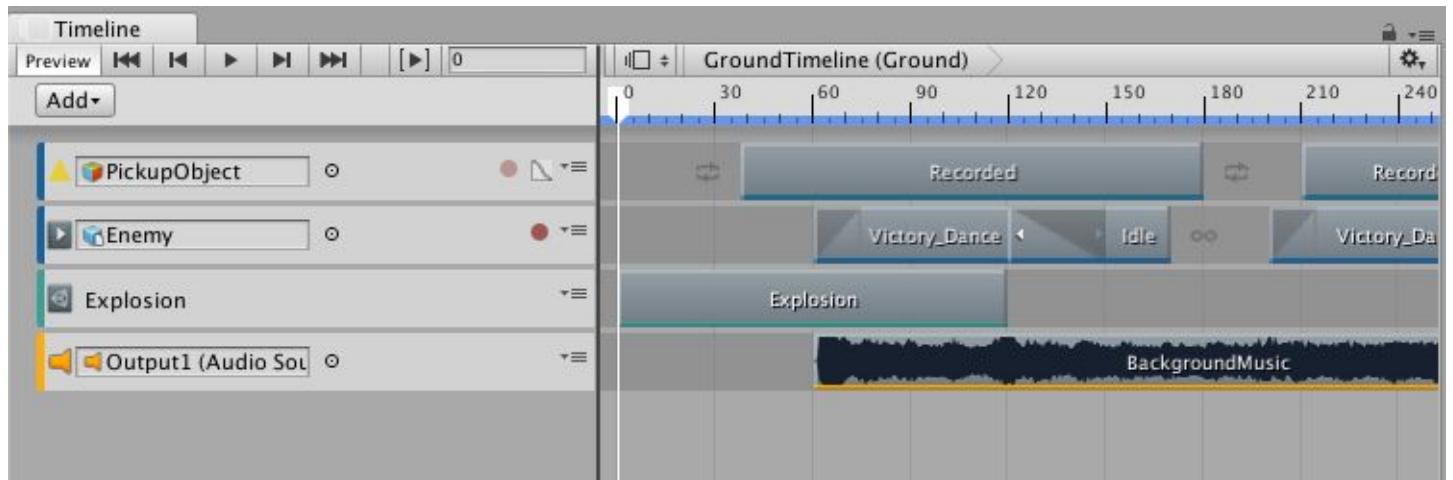 Timeline
Preview 0 GroundTimeline (Ground)
Add
0 30 60 90 120 150 180 210 240
PickupObject Recorded Record
Enemy Victory_Dance Idle Victory_Da
Explosion Explosion
Output1 (Audio Sou BackgroundMusic